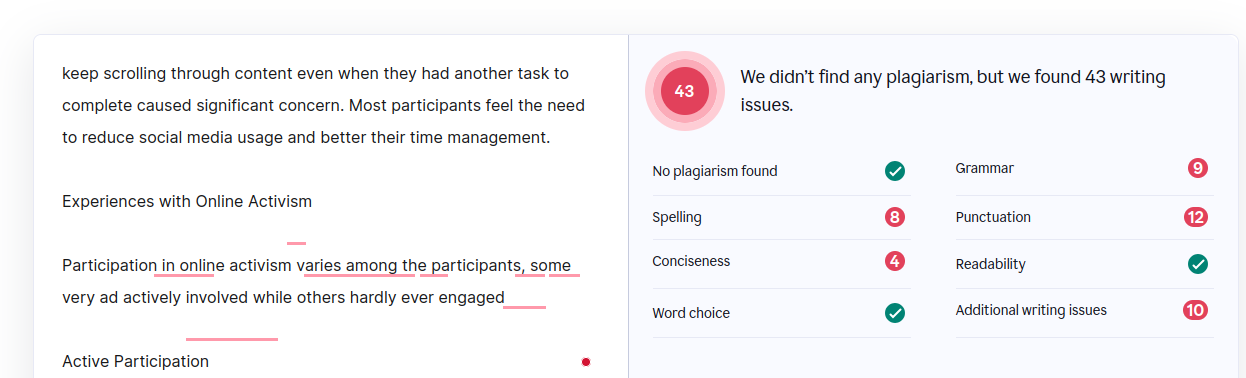 keep scrolling through content even when they had another task to
complete caused significant concern. Most participants feel the need
to reduce social media usage and better their time management.
Experiences with Online Activism
Participation in online activism varies among the participants, some
very ad actively involved while others hardly ever engaged
Active Participation
43
We didn’t find any plagiarism, but we found 43 writing
issues.
No plagiarism found
Grammar 9
Spelling 8
Punctuation 12
Conciseness 4
Readability
Word choice
Additional writing issues 10